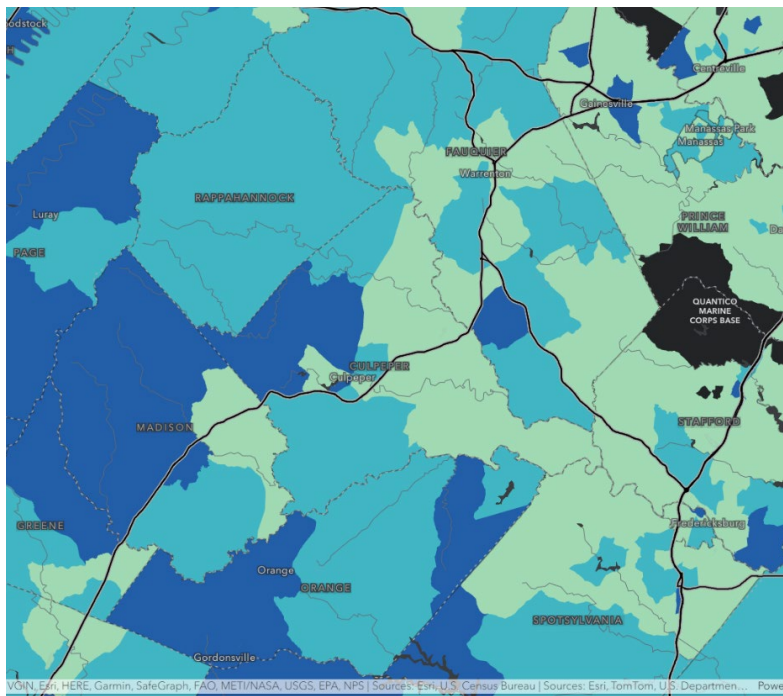 odstock
H
Centreville
Gainesville
Manassas Park
Manassas
FAUQUIER
Warrenton
RAPPAHANNOCK
Luray
PRINCE
WILLIAM
Da
PAGE
QUANTICO
MARINE
CORPS BASE
CULPEPER
Culpeper
MADISON
STAFFORD
GREENE
Fredericksburg
Orange
ORANGE
SPOTSYLVANIA
Gordonsville
VGIN, Esri, HERE, Garmin, SafeGraph, FAO, METI/NASA, USGS, EPA, NPS | Sources: Esri, U.S. Census Bureau | Sources: Esri, TomTom, U.S. Departmen... Powe